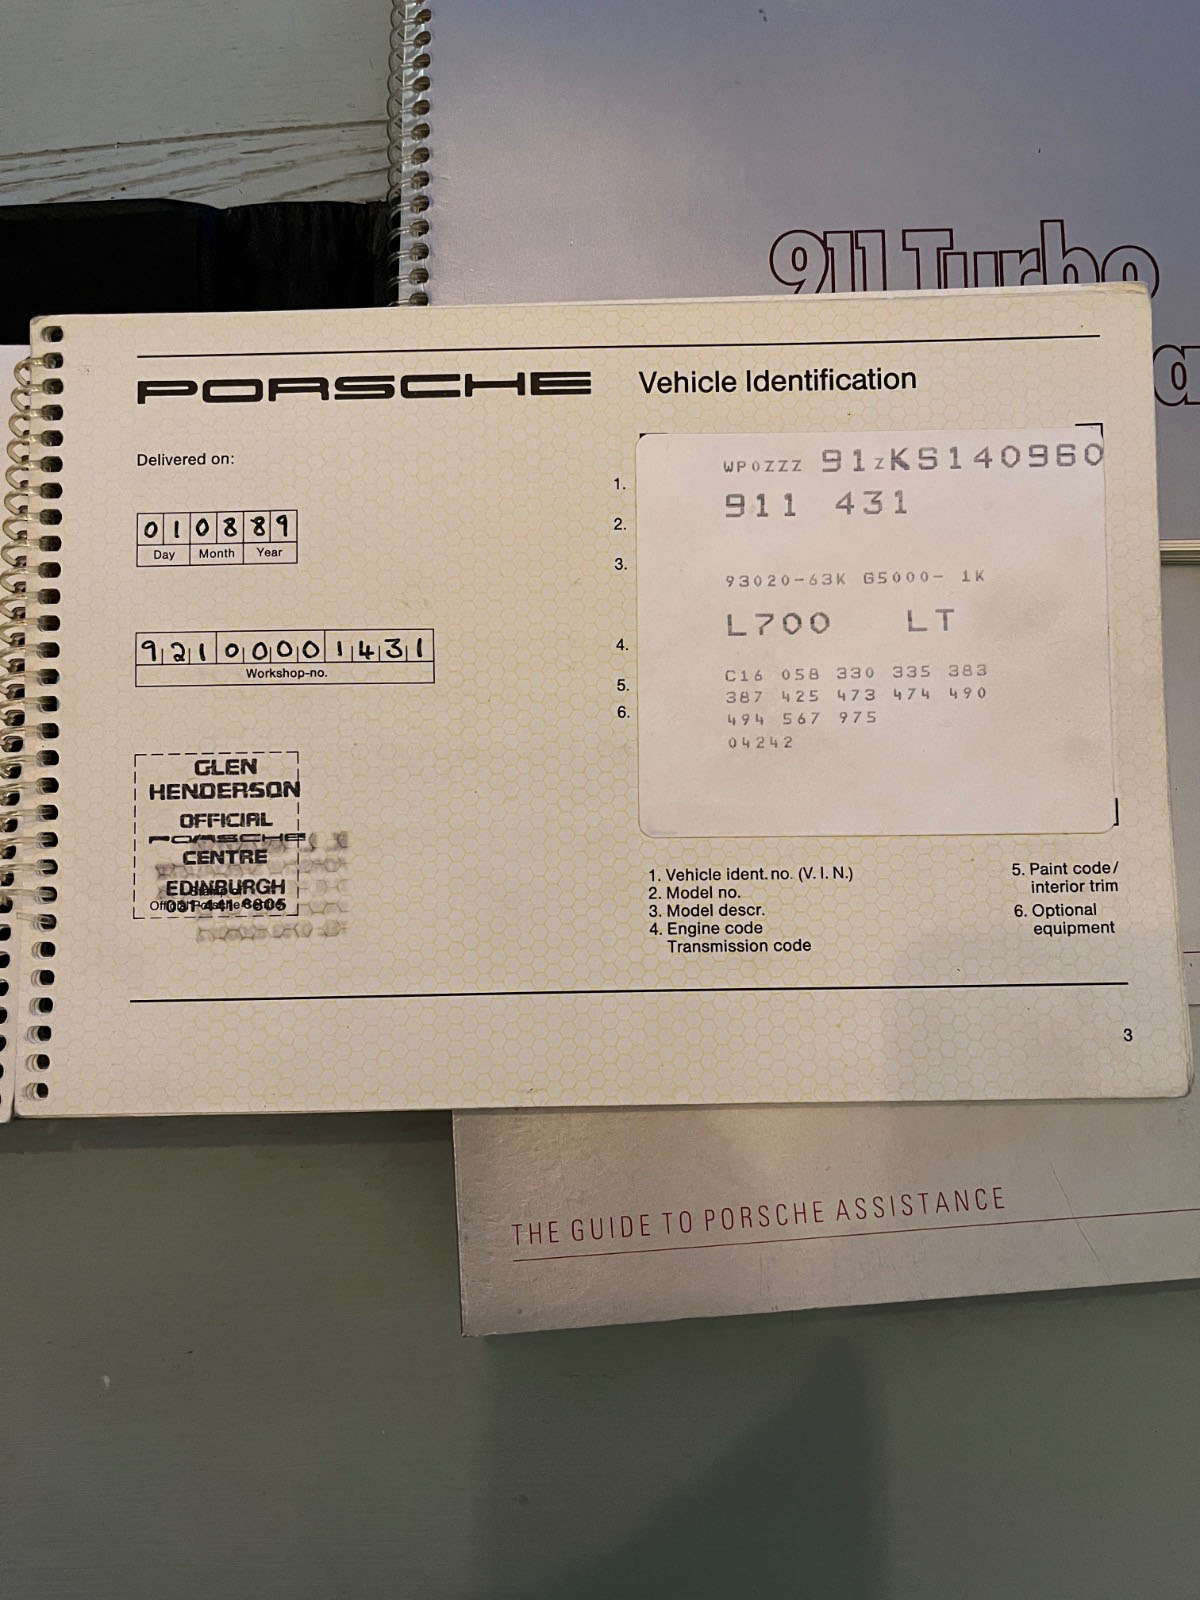 911 Turbo
PORSCHE
Vehicle Identification
Delivered on:
010889
Day Month Year
92100001431
Workshop-no.
GLEN
HENDERSON
OFFICIAL
PORSCHE
CENTRE
EDINBURGH
031-441-6805
1.
2.
3.
4.
5.
6.
WP0ZZZ 91ZKS140960
911 431
93020-63K G5000- 1K
L700 LT
C16 058 330 335 383
387 425 473 474 490
494 567 975
04242
1. Vehicle ident. no. (V. I. N.)
2. Model no.
3. Model descr.
4. Engine code
Transmission code
5. Paint code/
interior trim
6. Optional
equipment
3
THE GUIDE TO PORSCHE ASSISTANCE